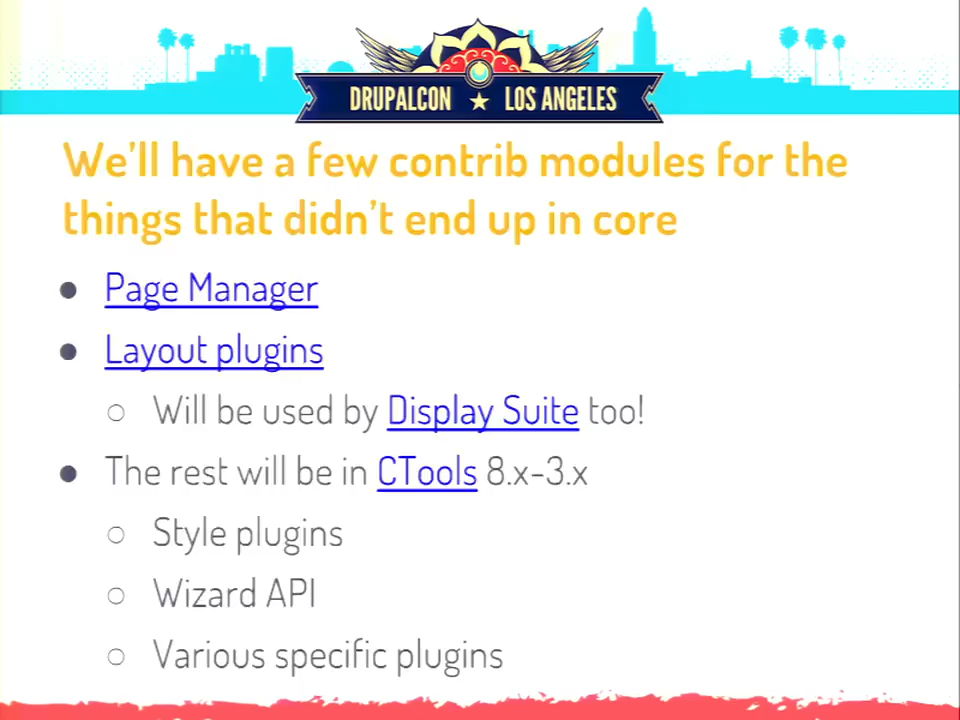 DRUPALCON ★ LOS ANGELES
We'll have a few contrib modules for the
things that didn't end up in core
● Page Manager
● Layout plugins
○ Will be used by Display Suite too!
● The rest will be in CTools 8.x-3.x
○ Style plugins
○ Wizard API
○ Various specific plugins